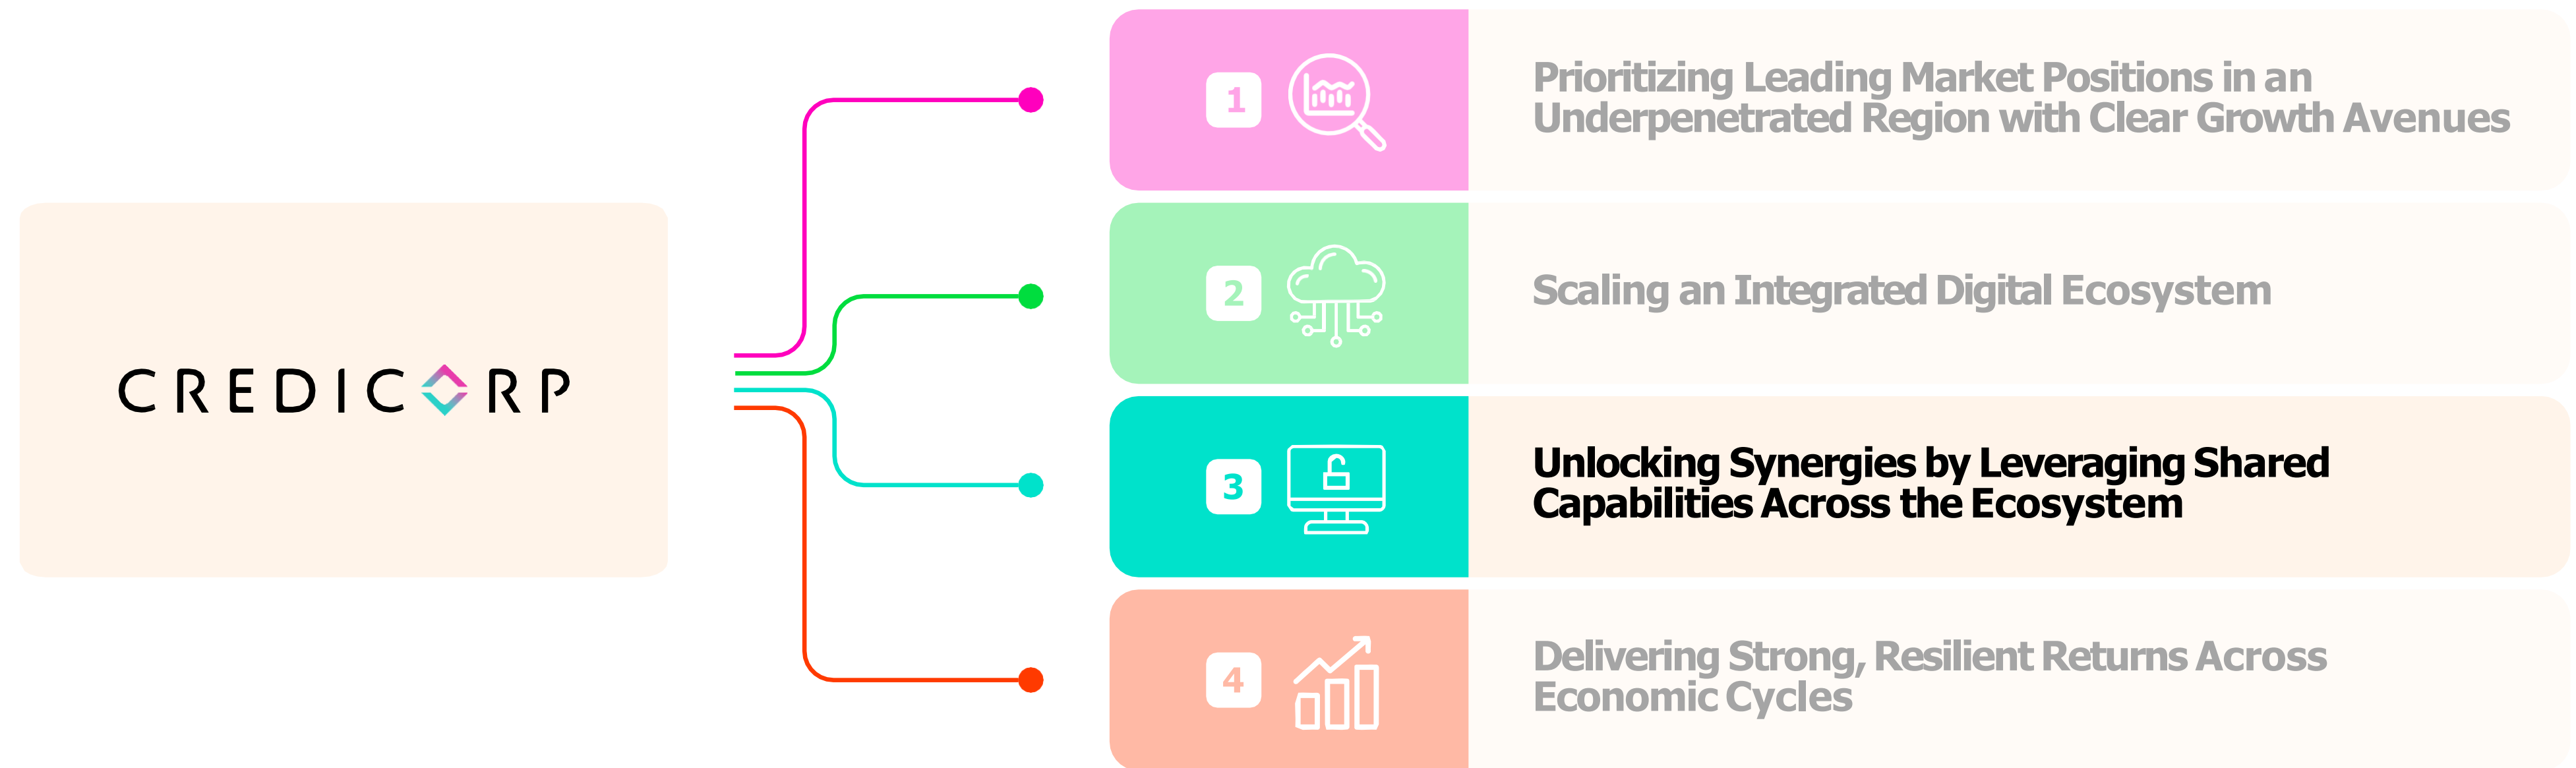 CREDICORP
1
Prioritizing Leading Market Positions in an
Underpenetrated Region with Clear Growth Avenues
2
Scaling an Integrated Digital Ecosystem
3
Unlocking Synergies by Leveraging Shared
Capabilities Across the Ecosystem
4
Delivering Strong, Resilient Returns Across
Economic Cycles